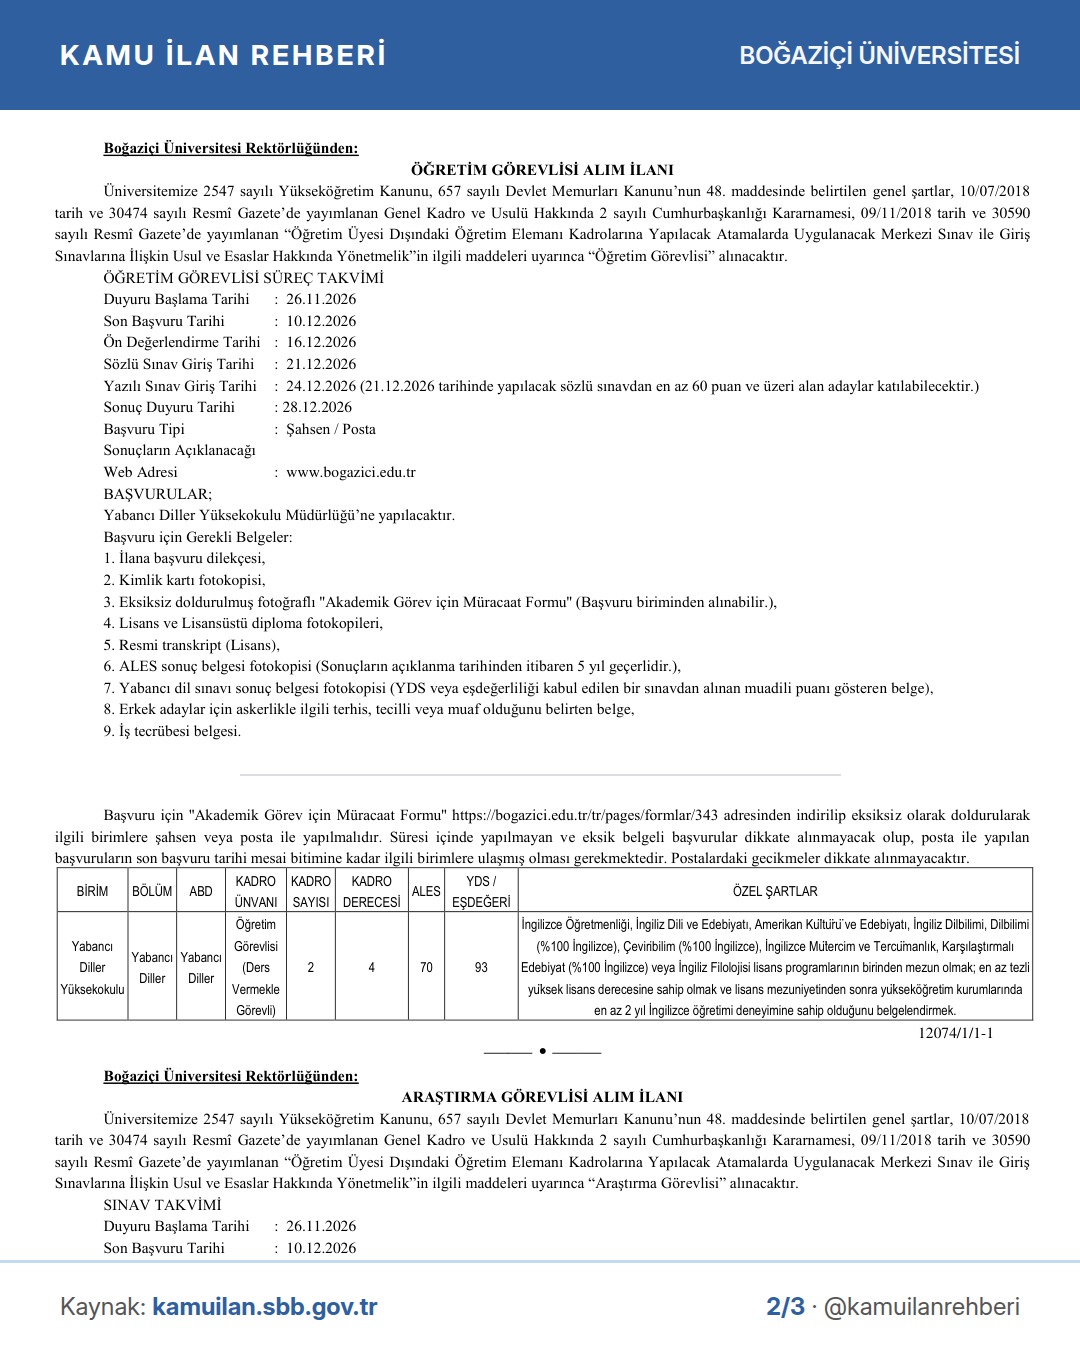 KAMU İLAN REHBERİ
BOĞAZİÇİ ÜNİVERSİTESİ
Boğaziçi Üniversitesi Rektörlüğünden:
ÖĞRETİM GÖREVLİSİ ALIM İLANI
Üniversitemize 2547 sayılı Yükseköğretim Kanunu, 657 sayılı Devlet Memurları Kanunu’nun 48. maddesinde belirtilen genel şartlar, 10/07/2018
tarih ve 30474 sayılı Resmî Gazete’de yayımlanan Genel Kadro ve Usulü Hakkında 2 sayılı Cumhurbaşkanlığı Kararnamesi, 09/11/2018 tarih ve 30590
sayılı Resmî Gazete’de yayımlanan “Öğretim Üyesi Dışındaki Öğretim Elemanı Kadrolarına Yapılacak Atamalarda Uygulanacak Merkezi Sınav ile Giriş
Sınavlarına İlişkin Usul ve Esaslar Hakkında Yönetmelik”in ilgili maddeleri uyarınca “Öğretim Görevlisi” alınacaktır.
ÖĞRETİM GÖREVLİSİ SÜREÇ TAKVİMİ
Duyuru Başlama Tarihi : 26.11.2026
Son Başvuru Tarihi : 10.12.2026
Ön Değerlendirme Tarihi : 16.12.2026
Sözlü Sınav Giriş Tarihi : 21.12.2026
Yazılı Sınav Giriş Tarihi : 24.12.2026 (21.12.2026 tarihinde yapılacak sözlü sınavdan en az 60 puan ve üzeri alan adaylar katılabilecektir.)
Sonuç Duyuru Tarihi : 28.12.2026
Başvuru Tipi : Şahsen / Posta
Sonuçların Açıklanacağı
Web Adresi : www.bogazici.edu.tr
BAŞVURULAR;
Yabancı Diller Yüksekokulu Müdürlüğü’ne yapılacaktır.
Başvuru için Gerekli Belgeler:
1. İlana başvuru dilekçesi,
2. Kimlik kartı fotokopisi,
3. Eksiksiz doldurulmuş fotoğraflı "Akademik Görev için Müracaat Formu" (Başvuru biriminden alınabilir.),
4. Lisans ve Lisansüstü diploma fotokopileri,
5. Resmi transkript (Lisans),
6. ALES sonuç belgesi fotokopisi (Sonuçların açıklanma tarihinden itibaren 5 yıl geçerlidir.),
7. Yabancı dil sınavı sonuç belgesi fotokopisi (YDS veya eşdeğerliliği kabul edilen bir sınavdan alınan muadili puanı gösteren belge),
8. Erkek adaylar için askerlikle ilgili terhis, tecilli veya muaf olduğunu belirten belge,
9. İş tecrübesi belgesi.
Başvuru için "Akademik Görev için Müracaat Formu" https://bogazici.edu.tr/tr/pages/formlar/343 adresinden indirilip eksiksiz olarak doldurularak
ilgili birimlere şahsen veya posta ile yapılmalıdır. Süresi içinde yapılmayan ve eksik belgeli başvurular dikkate alınmayacak olup, posta ile yapılan
başvuruların son başvuru tarihi mesai bitimine kadar ilgili birimlere ulaşmış olması gerekmektedir. Postalardaki gecikmeler dikkate alınmayacaktır.
BİRİM
BÖLÜM
ABD
KADRO
ÜNVANI
KADRO
SAYISI
KADRO
DERECESİ
ALES
YDS /
EŞDEĞERİ
ÖZEL ŞARTLAR
Yabancı
Diller
Yüksekokulu
Yabancı
Diller
Yabancı
Diller
Öğretim
Görevlisi
(Ders
Vermekle
Görevli)
2
4
70
93
İngilizce Öğretmenliği, İngiliz Dili ve Edebiyatı, Amerikan Kültürü ve Edebiyatı, İngiliz Dilbilimi, Dilbilimi
(%100 İngilizce), Çeviribilim (%100 İngilizce), İngilizce Mütercim ve Tercümanlık, Karşılaştırmalı
Edebiyat (%100 İngilizce) veya İngiliz Filolojisi lisans programlarının birinden mezun olmak; en az tezli
yüksek lisans derecesine sahip olmak ve lisans mezuniyetinden sonra yükseköğretim kurumlarında
en az 2 yıl İngilizce öğretimi deneyimine sahip olduğunu belgelendirmek.
12074/1/1-1
Boğaziçi Üniversitesi Rektörlüğünden:
ARAŞTIRMA GÖREVLİSİ ALIM İLANI
Üniversitemize 2547 sayılı Yükseköğretim Kanunu, 657 sayılı Devlet Memurları Kanunu’nun 48. maddesinde belirtilen genel şartlar, 10/07/2018
tarih ve 30474 sayılı Resmî Gazete’de yayımlanan Genel Kadro ve Usulü Hakkında 2 sayılı Cumhurbaşkanlığı Kararnamesi, 09/11/2018 tarih ve 30590
sayılı Resmî Gazete’de yayımlanan “Öğretim Üyesi Dışındaki Öğretim Elemanı Kadrolarına Yapılacak Atamalarda Uygulanacak Merkezi Sınav ile Giriş
Sınavlarına İlişkin Usul ve Esaslar Hakkında Yönetmelik”in ilgili maddeleri uyarınca “Araştırma Görevlisi” alınacaktır.
SINAV TAKVİMİ
Duyuru Başlama Tarihi : 26.11.2026
Son Başvuru Tarihi : 10.12.2026
Kaynak: kamuilan.sbb.gov.tr
2/3 · @kamuilanrehberi